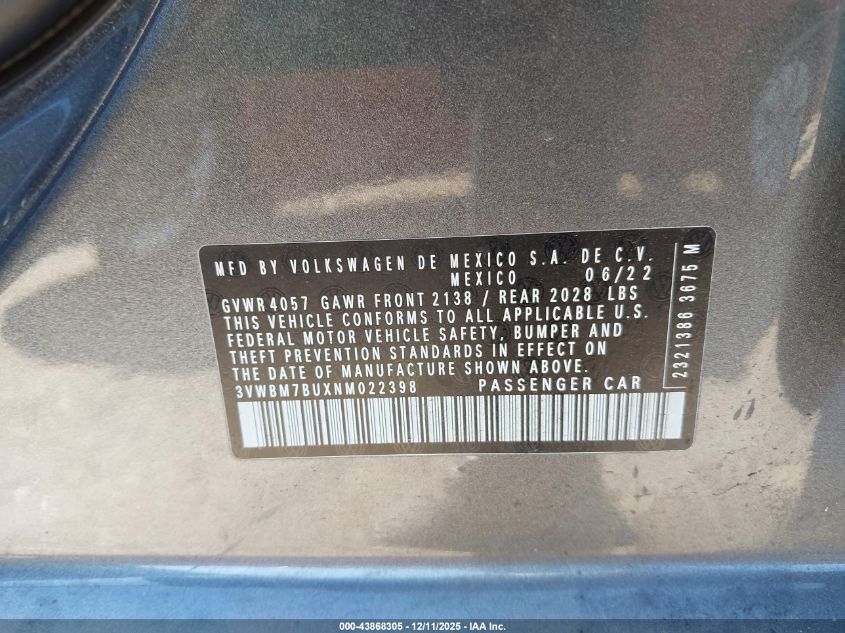 MFD BY VOLKSWAGEN DE MEXICO S.A. DE C.V.
MEXICO 06/22
GVWR 4057 GAWR FRONT 2138 / REAR 2028 LBS
THIS VEHICLE CONFORMS TO ALL APPLICABLE U.S.
FEDERAL MOTOR VEHICLE SAFETY, BUMPER AND
THEFT PREVENTION STANDARDS IN EFFECT ON
THE DATE OF MANUFACTURE SHOWN ABOVE.
3VWBM7BUXNM022398 PASSENGER CAR
2321386 3675 M
000-43868305 - 12/11/2025 - IAA Inc.